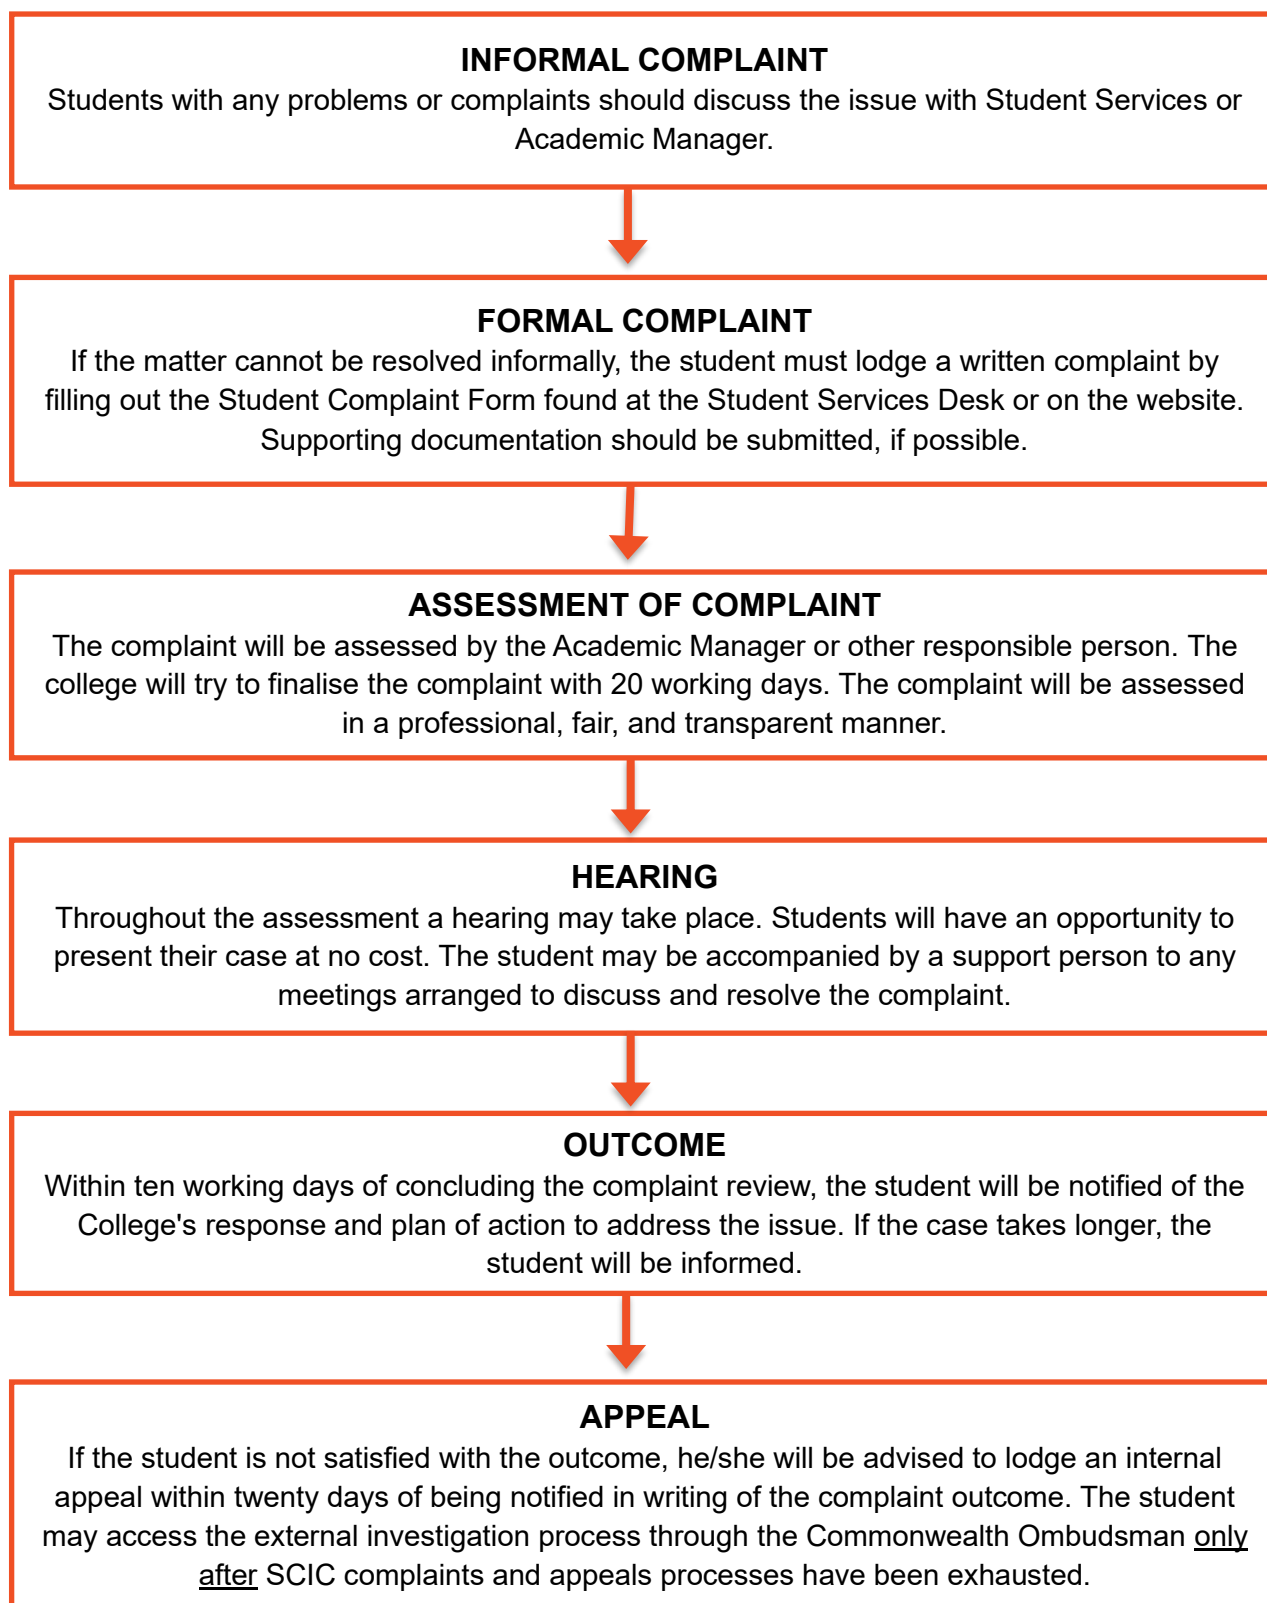 INFORMAL COMPLAINT
Students with any problems or complaints should discuss the issue with Student Services or
Academic Manager.
FORMAL COMPLAINT
If the matter cannot be resolved informally, the student must lodge a written complaint by
filling out the Student Complaint Form found at the Student Services Desk or on the website.
Supporting documentation should be submitted, if possible.
ASSESSMENT OF COMPLAINT
The complaint will be assessed by the Academic Manager or other responsible person. The
college will try to finalise the complaint with 20 working days. The complaint will be assessed
in a professional, fair, and transparent manner.
HEARING
Throughout the assessment a hearing may take place. Students will have an opportunity to
present their case at no cost. The student may be accompanied by a support person to any
meetings arranged to discuss and resolve the complaint.
OUTCOME
Within ten working days of concluding the complaint review, the student will be notified of the
College's response and plan of action to address the issue. If the case takes longer, the
student will be informed.
APPEAL
If the student is not satisfied with the outcome, he/she will be advised to lodge an internal
appeal within twenty days of being notified in writing of the complaint outcome. The student
may access the external investigation process through the Commonwealth Ombudsman only
after SCIC complaints and appeals processes have been exhausted.